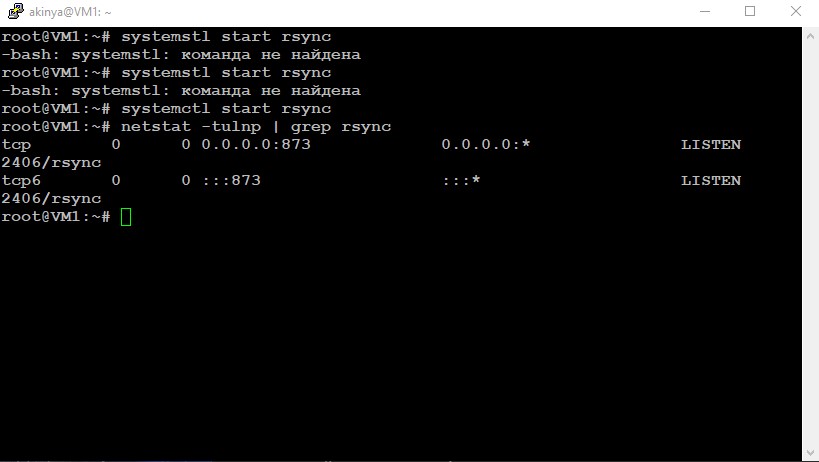 akinya@VM1: ~
root@VM1:~# systemstl start rsync
-bash: systemstl: команда не найдена
root@VM1:~# systemstl start rsync
-bash: systemstl: команда не найдена
root@VM1:~# systemctl start rsync
root@VM1:~# netstat -tulnp | grep rsync
tcp        0      0 0.0.0.0:873             0.0.0.0:*               LISTEN
2406/rsync
tcp6       0      0 :::873                  :::*                    LISTEN
2406/rsync
root@VM1:~#